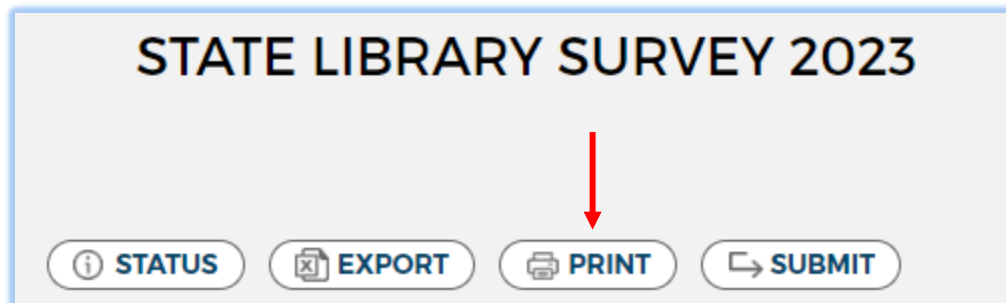 STATE LIBRARY SURVEY 2023
STATUS EXPORT PRINT SUBMIT